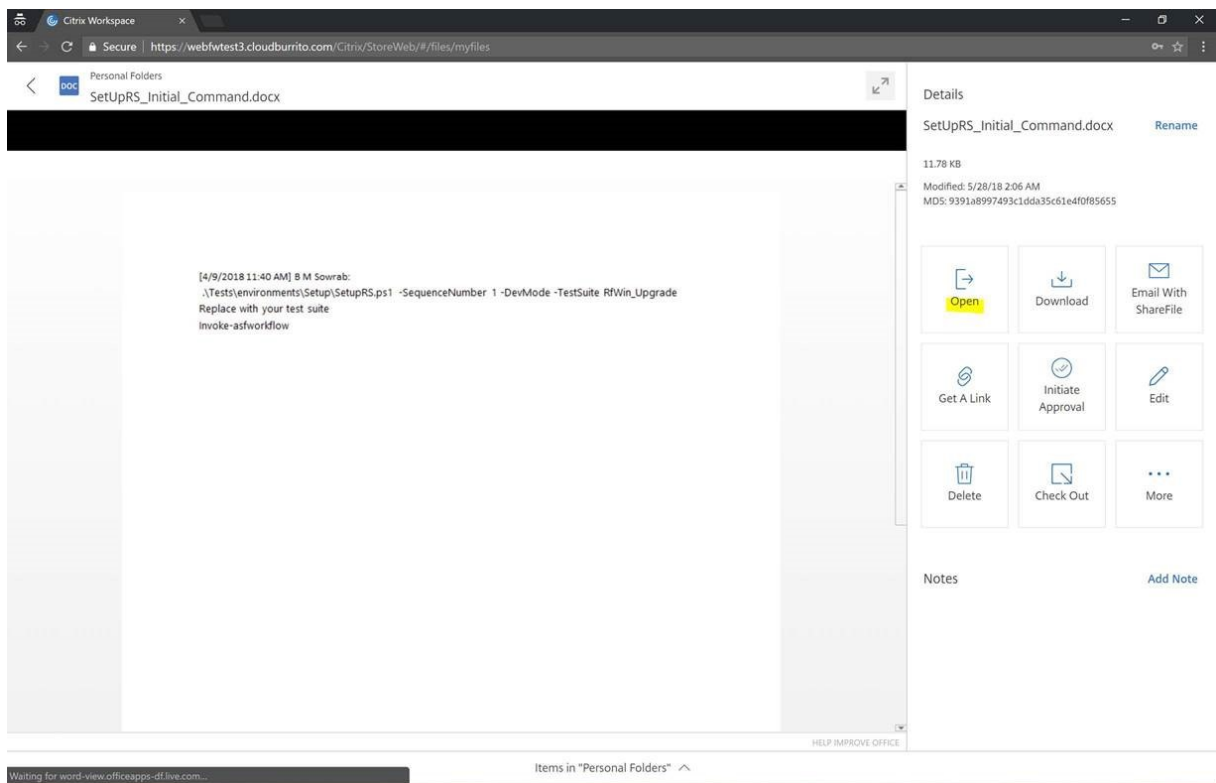 Citrix Workspace
Secure | https://webfwtest3.cloudburrito.com/Citrix/StoreWeb/#/files/myfiles
DOC
Personal Folders
SetUpRS_Initial_Command.docx
[4/9/2018 11:40 AM] B M Sowrab:
.\Tests\environments\Setup\SetupRS.ps1 -SequenceNumber 1 -DevMode -TestSuite RfWin_Upgrade
Replace with your test suite
Invoke-asfworkflow
HELP IMPROVE OFFICE
Items in "Personal Folders"
Waiting for word-view.officeapps-df.live.com...
Details
SetUpRS_Initial_Command.docx
Rename
11.78 KB
Modified: 5/28/18 2:06 AM
MD5: 9391a8997493c1dda35c61e4f0f85655
Open
Download
Email With
ShareFile
Get A Link
Initiate
Approval
Edit
Delete
Check Out
More
Notes
Add Note